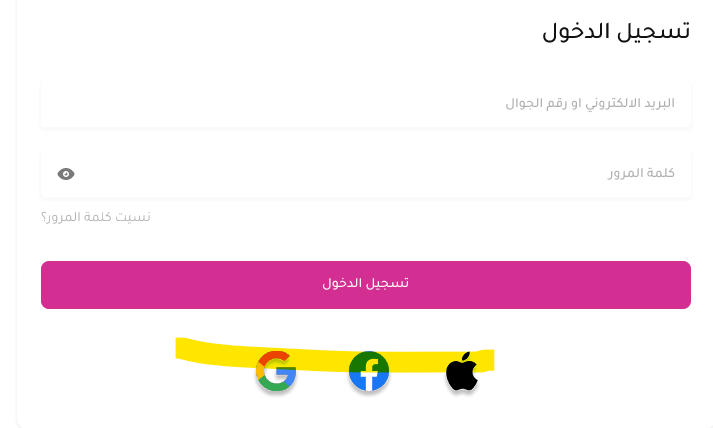 تسجيل الدخول
البريد الالكتروني او رقم الجوال
كلمة المرور
نسيت كلمة المرور؟
تسجيل الدخول